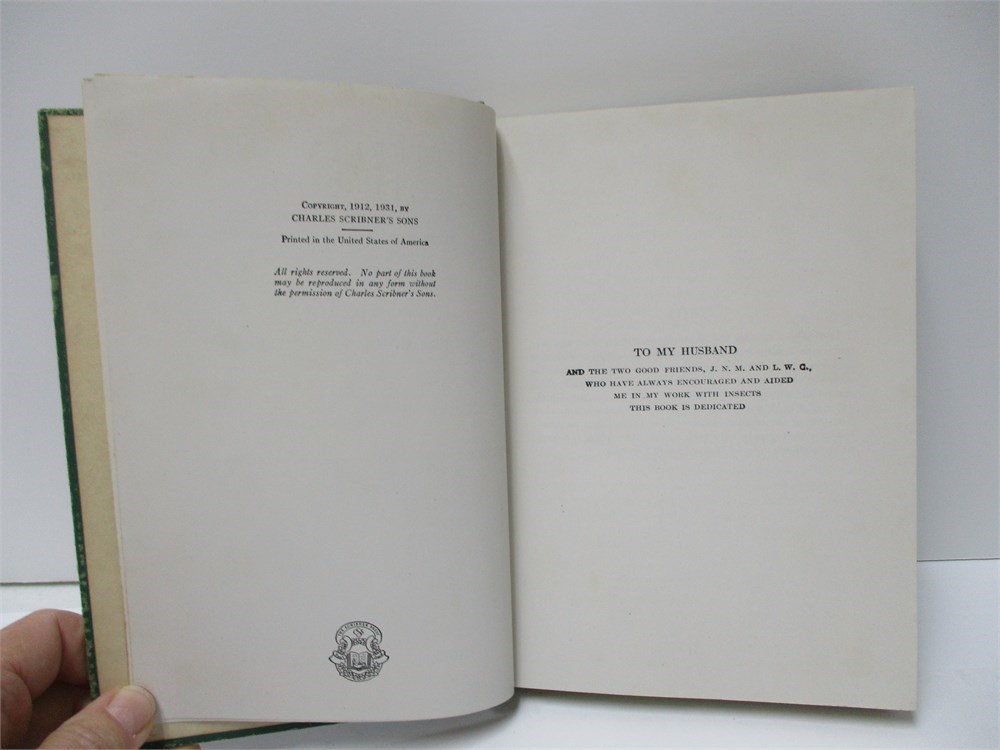 COPYRIGHT, 1912, 1931, BY
CHARLES SCRIBNER'S SONS
Printed in the United States of America
All rights reserved. No part of this book
may be reproduced in any form without
the permission of Charles Scribner's Sons.
THE SCRIBNER PRESS
TO MY HUSBAND
AND THE TWO GOOD FRIENDS, J. N. M. AND L. W. G.,
WHO HAVE ALWAYS ENCOURAGED AND AIDED
ME IN MY WORK WITH INSECTS
THIS BOOK IS DEDICATED